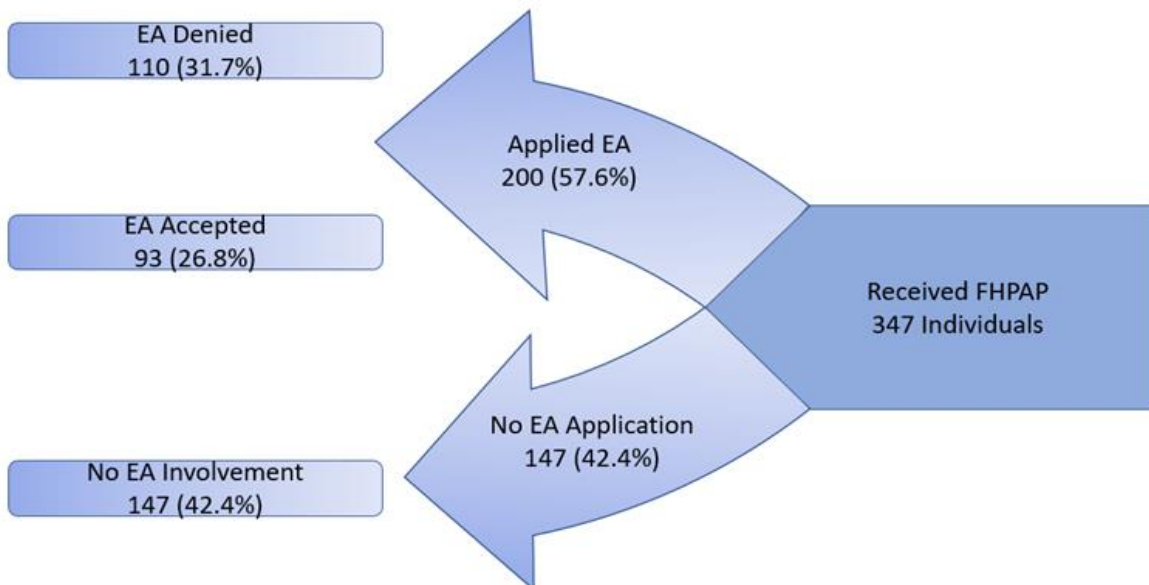 EA Denied
110 (31.7%)
Applied EA
200 (57.6%)
EA Accepted
93 (26.8%)
Received FHPAP
347 Individuals
No EA Application
147 (42.4%)
No EA Involvement
147 (42.4%)